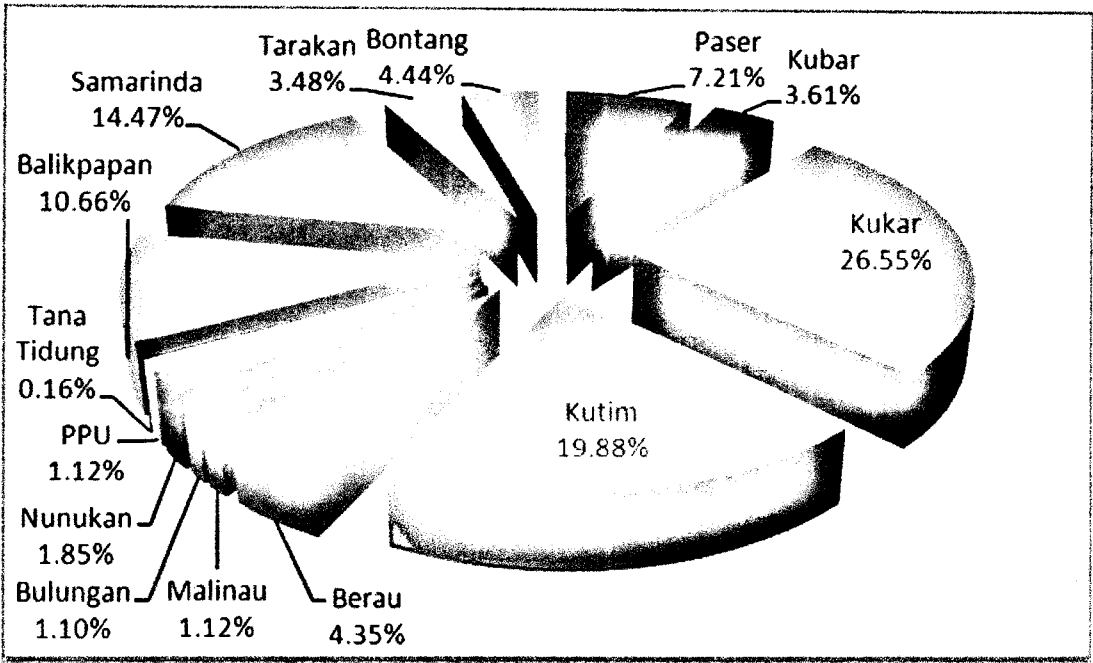 Tarakan
3.48%
Bontang
4.44%
Paser
7.21%
Kubar
3.61%
Samarinda
14.47%
Balikpapan
10.66%
Kukar
26.55%
Tana
Tidung
0.16%
Kutim
19.88%
PPU
1.12%
Nunukan
1.85%
Bulungan
1.10%
Malinau
1.12%
Berau
4.35%